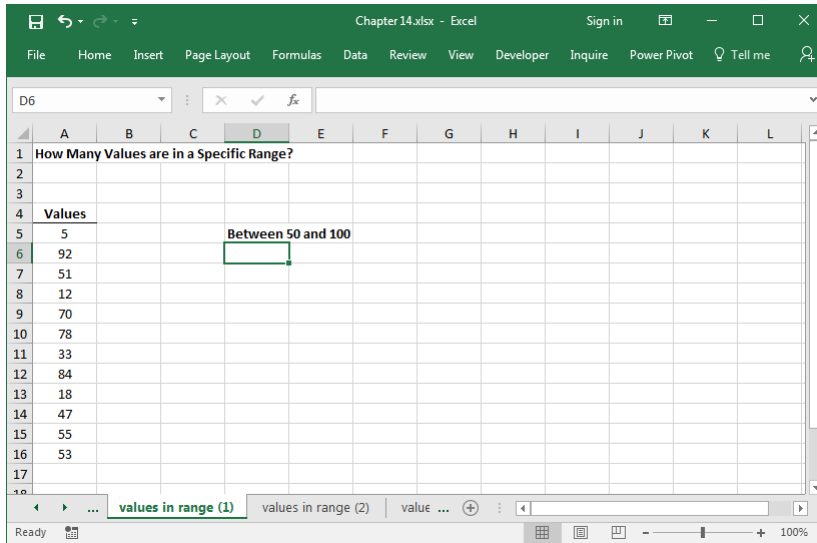 Chapter14.xlsx - Excel Sign in
File Home Insert Page Layout Formulas Data Review View Developer Inquire Power Pivot Tell me
D6 fx
A B C D E F G H I J K L
1 How Many Values are in a Specific Range?
2
3
4 Values
5 5 Between 50 and 100
6 92
7 51
8 12
9 70
10 78
11 33
12 84
13 18
14 47
15 55
16 53
17
18
... values in range (1) values in range (2) value ...
Ready 100%